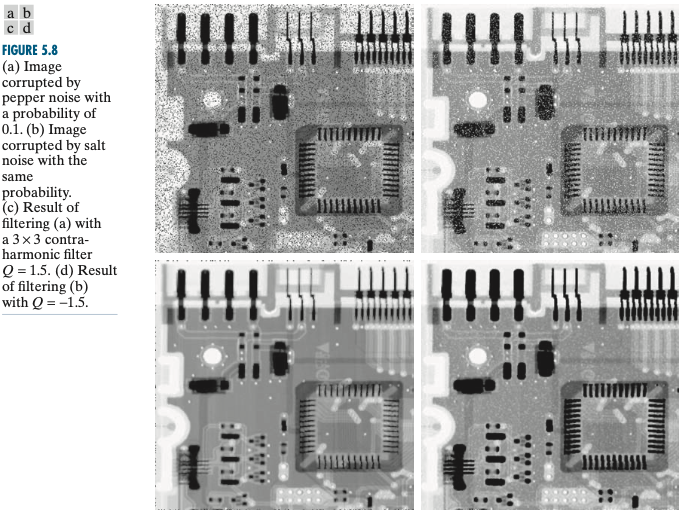 a b
c d
FIGURE 5.8
(a) Image
corrupted by
pepper noise with
a probability of
0.1. (b) Image
corrupted by salt
noise with the
same
probability.
(c) Result of
filtering (a) with
a 3 × 3 contra-
harmonic filter
Q = 1.5. (d) Result
of filtering (b)
with Q = −1.5.